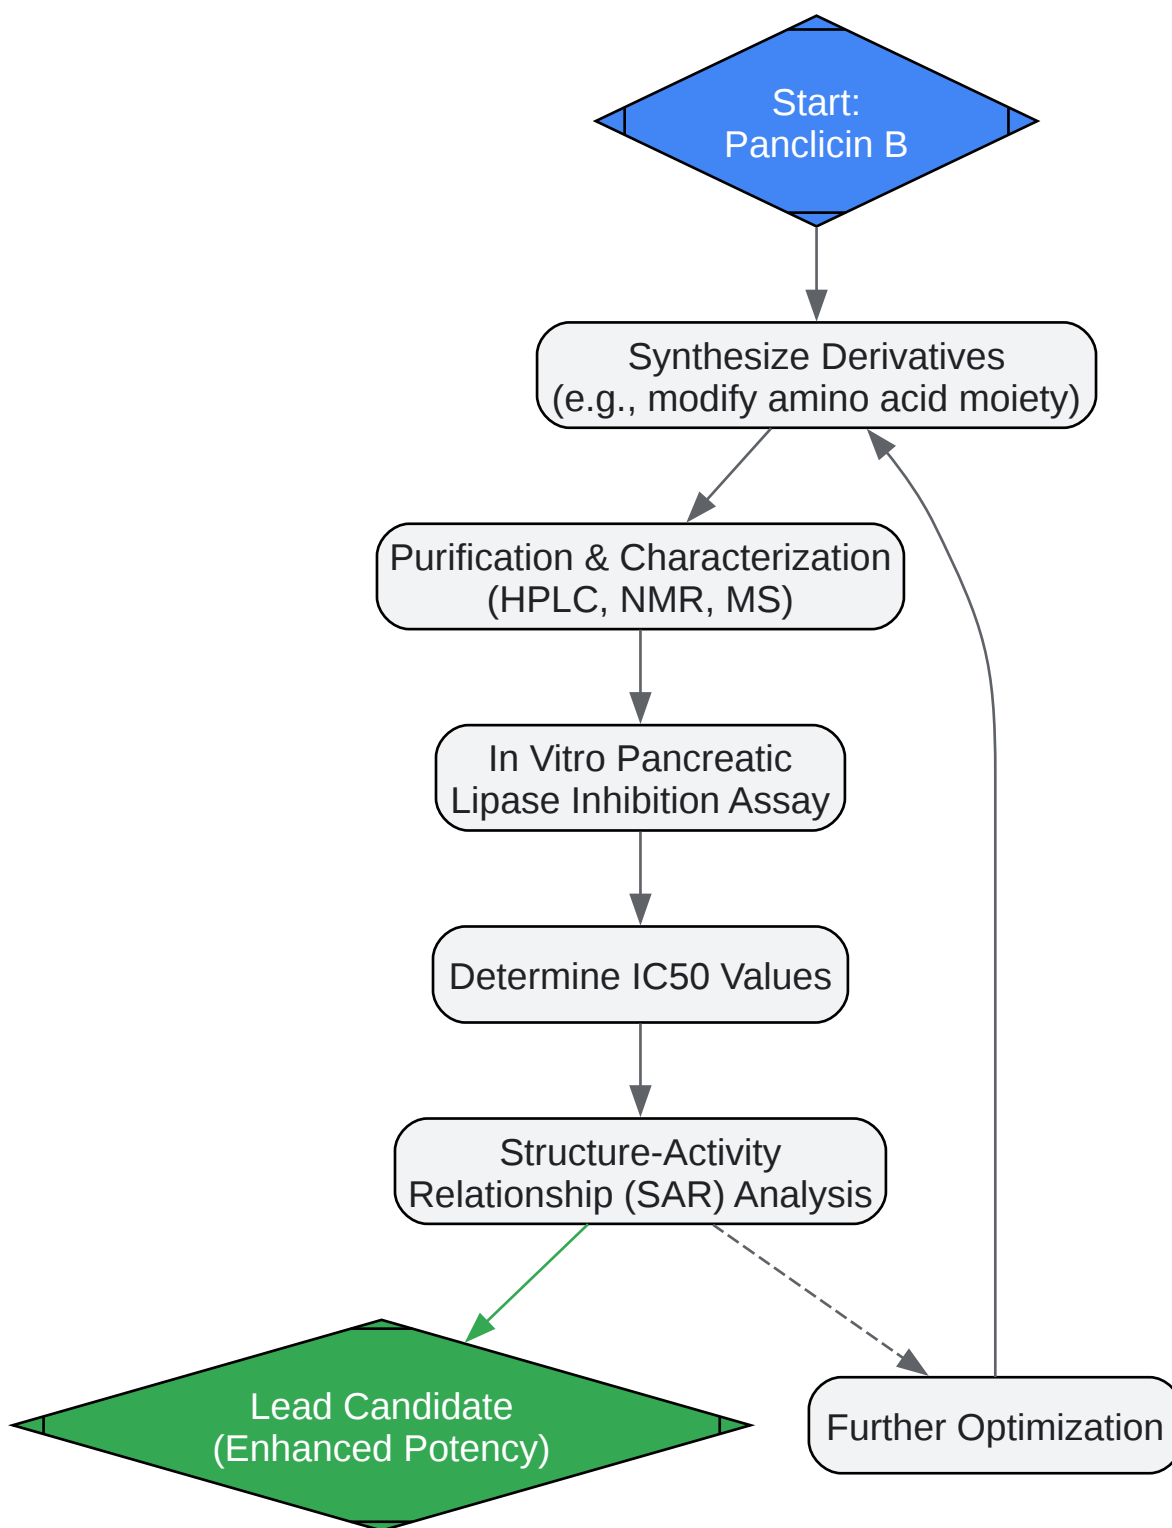 Start:
Panclicin B
Synthesize Derivatives
(e.g., modify amino acid moiety)
Purification & Characterization
(HPLC, NMR, MS)
In Vitro Pancreatic
Lipase Inhibition Assay
Determine IC50 Values
Structure-Activity
Relationship (SAR) Analysis
Lead Candidate
(Enhanced Potency)
Further Optimization